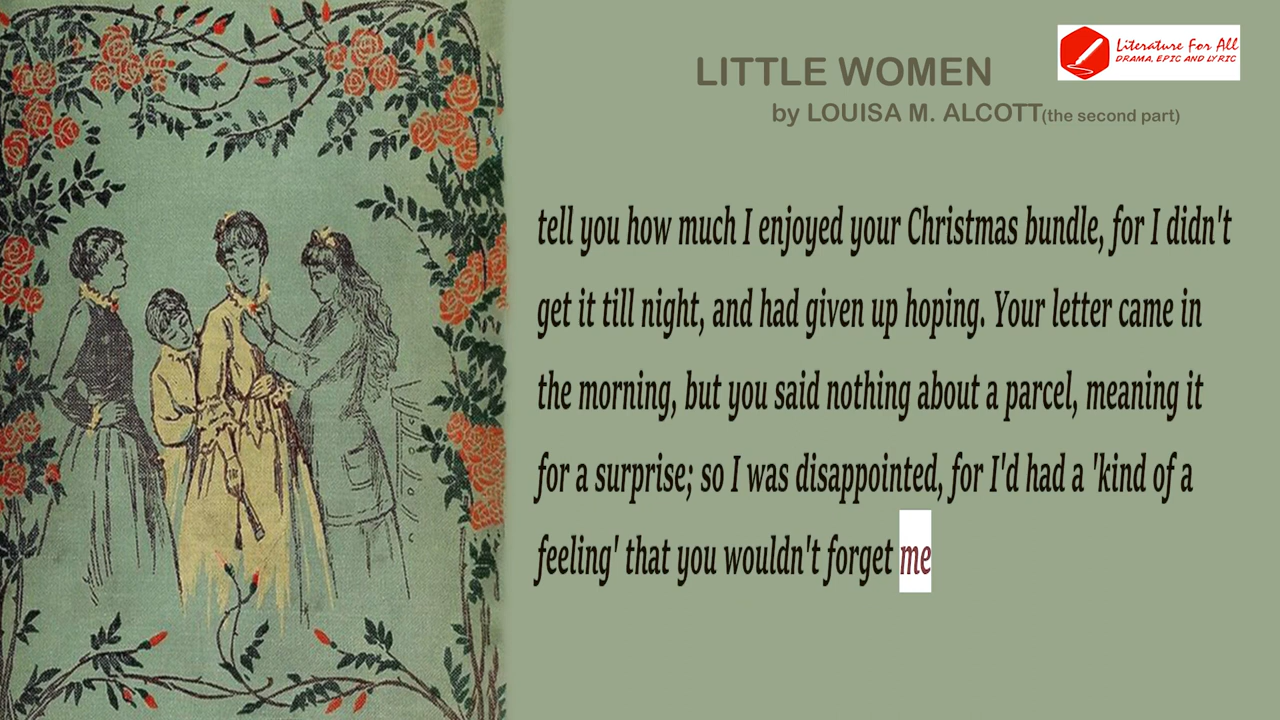 LITTLE WOMEN
by LOUISA M. ALCOTT(the second part)
Literature For All
DRAMA, EPIC AND LYRIC
tell you how much I enjoyed your Christmas bundle, for I didn't
get it till night, and had given up hoping. Your letter came in
the morning, but you said nothing about a parcel, meaning it
for a surprise; so I was disappointed, for I'd had a 'kind of a
feeling' that you wouldn't forget me